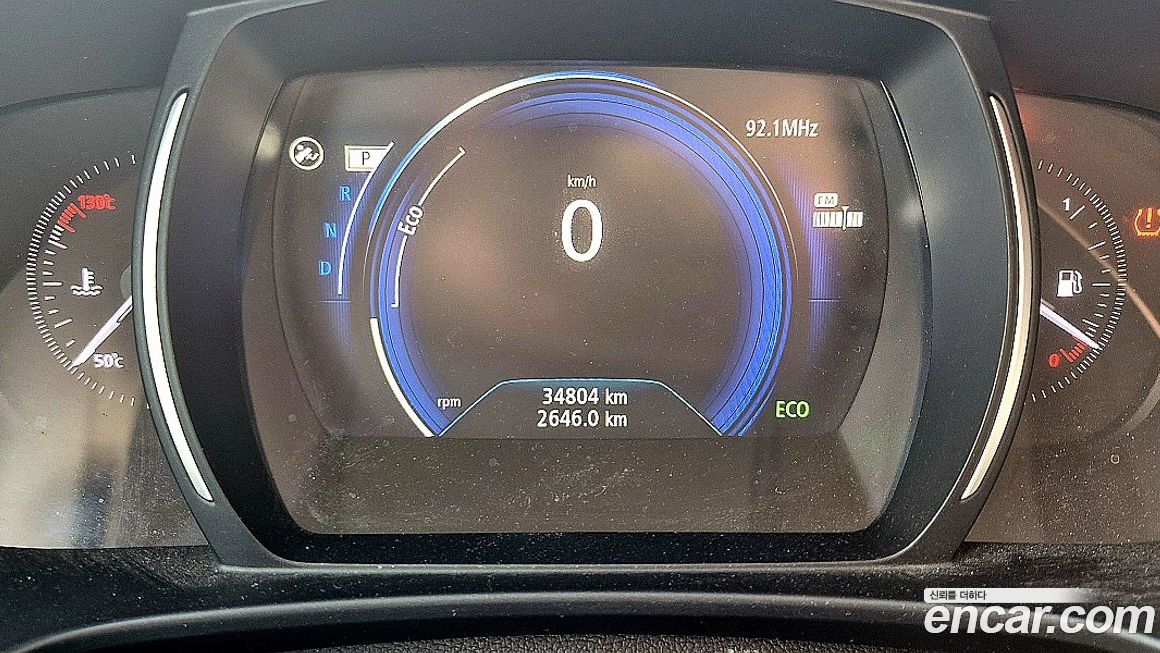 92.1MHz
P
R
N
D
ECO
km/h
0
FM
130℃
50℃
1
0
rpm
34804 km
2646.0 km
ECO
신뢰를 더하다
encar.com